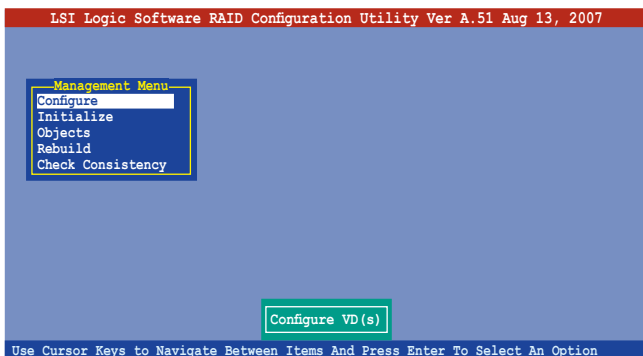 LSI Logic Software RAID Configuration Utility Ver A.51 Aug 13, 2007
Management Menu
Configure
Initialize
Objects
Rebuild
Check Consistency
Configure VD(s)
Use Cursor Keys to Navigate Between Items And Press Enter To Select An Option